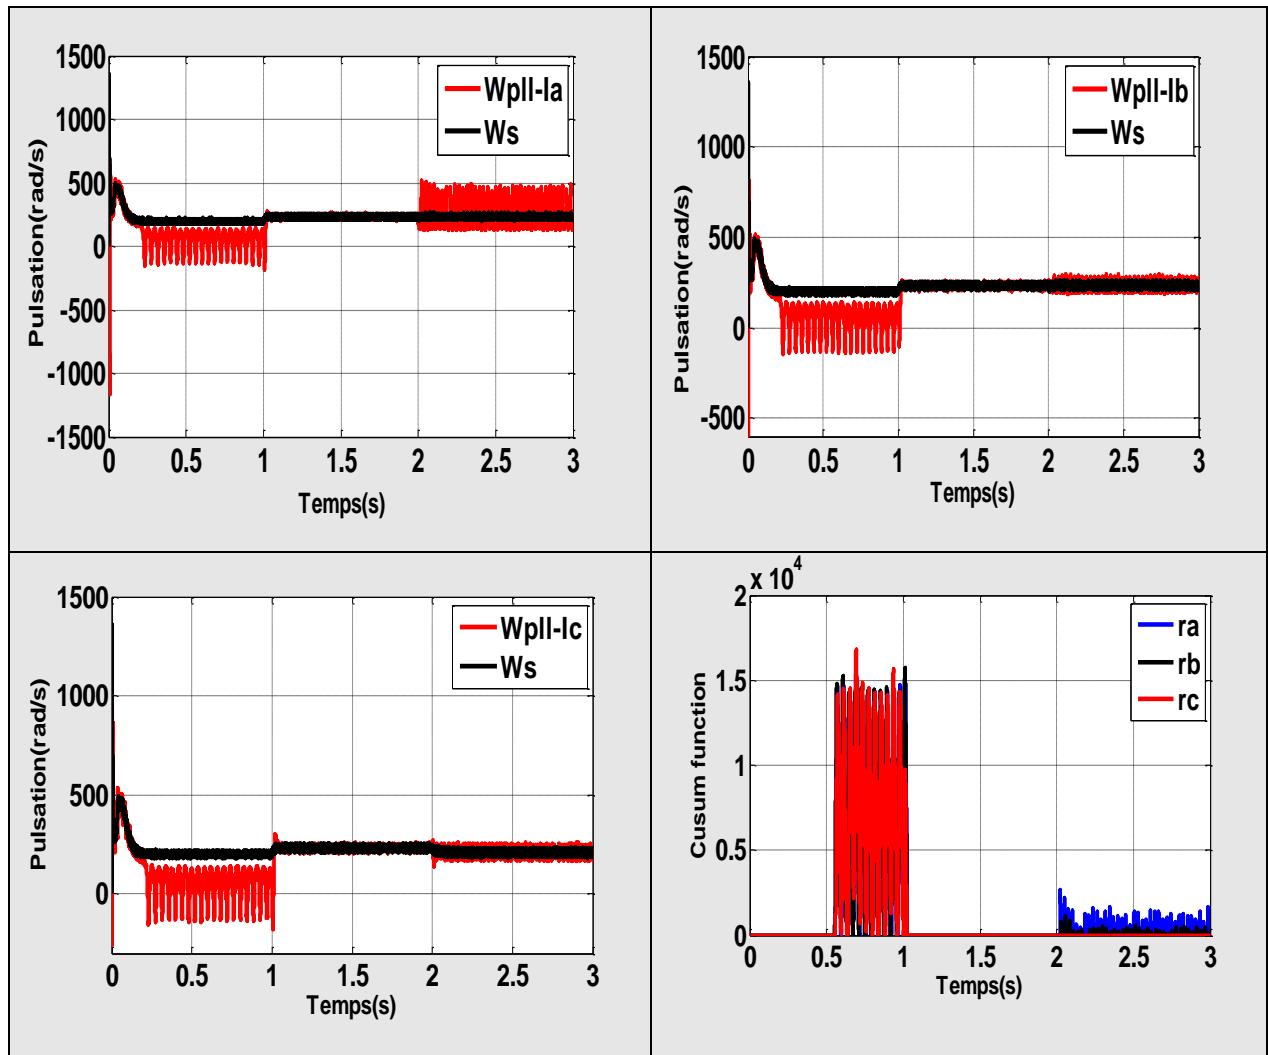 1500
1000
500
0
-500
-1000
-1500
Pulsation(rad/s)
Wpll-Ia
Ws
0 0.5 1 1.5 2 2.5 3
Temps(s)
1500
1000
500
0
-500
Pulsation(rad/s)
Wpll-Ib
Ws
0 0.5 1 1.5 2 2.5 3
Temps(s)
1500
1000
500
0
Pulsation(rad/s)
Wpll-Ic
Ws
0 0.5 1 1.5 2 2.5 3
Temps(s)
x 10^4
2
1.5
1
0.5
0
Cusum function
ra
rb
rc
0 0.5 1 1.5 2 2.5 3
Temps(s)